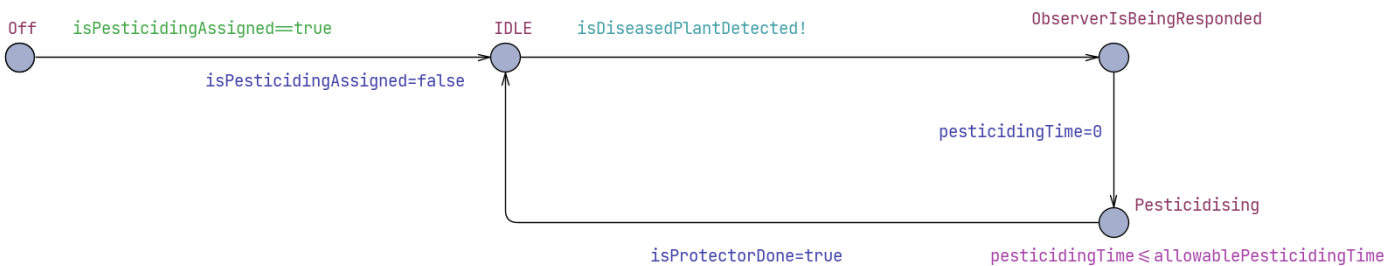 Off
isPesticidingAssigned==true
IDLE
isDiseasedPlantDetected!
ObserverIsBeingResponded
isPesticidingAssigned=false
pesticidingTime=0
Pesticidising
isProtectorDone=true
pesticidingTime≤allowablePesticidingTime